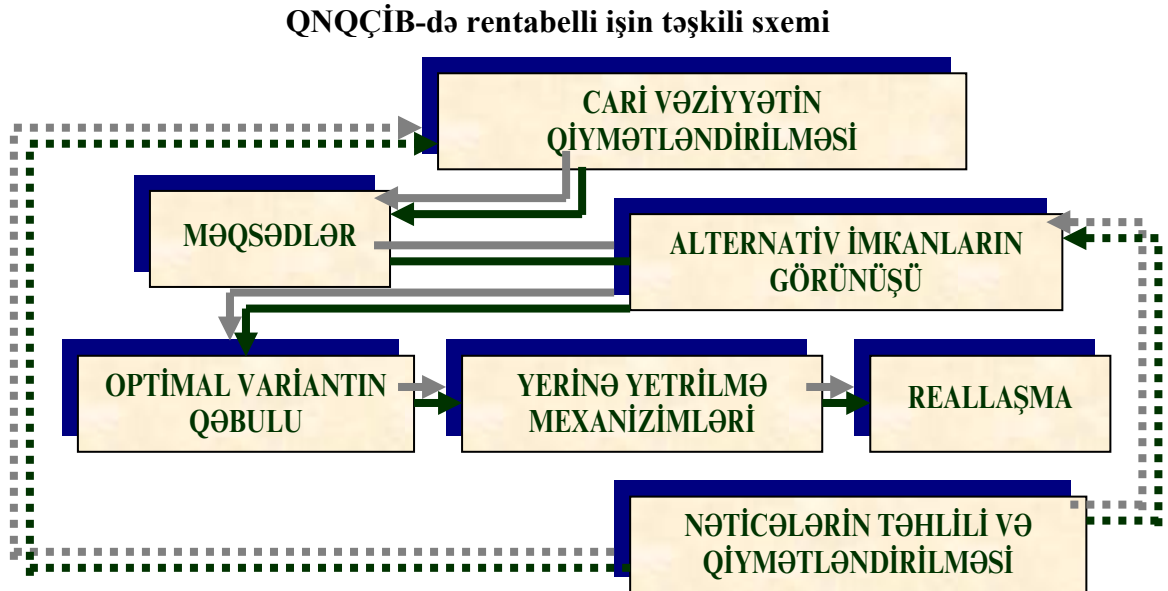 QNQÇİB-də rentabelli işin təşkili sxemi
CARİ VƏZİYYƏTİN
QİYMƏTLƏNDİRİLMƏSİ
MƏQSƏDLƏR
ALTERNATİV İMKANLARIN
GÖRÜNÜŞÜ
OPTİMAL VARİANTIN
QƏBULU
YERİNƏ YETRİLMƏ
MEXANİZİMLƏRİ
REALLAŞMA
NƏTİCƏLƏRİN TƏHLİLİ VƏ
QİYMƏTLƏNDİRİLMƏSİ